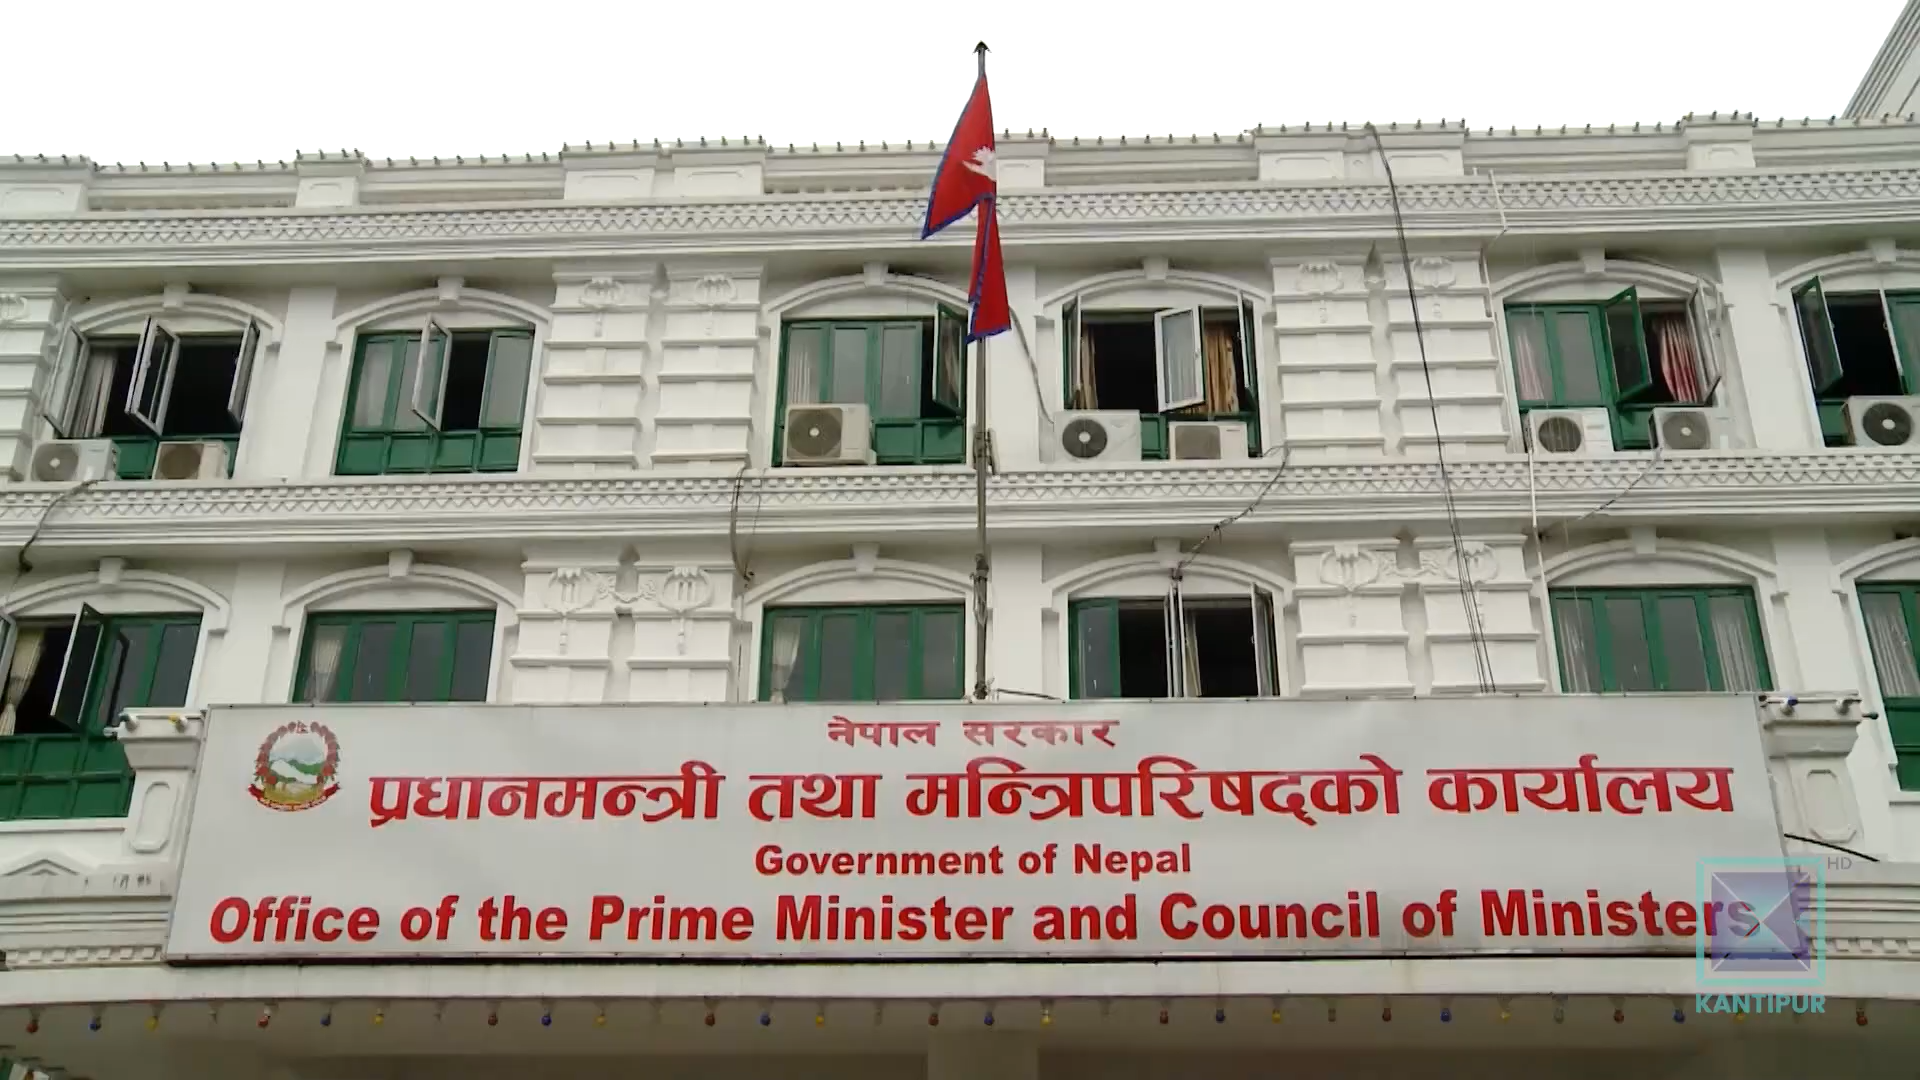 नेपाल सरकार
प्रधानमन्त्री तथा मन्त्रिपरिषद्को कार्यालय
Government of Nepal
Office of the Prime Minister and Council of Ministers
HD
KANTIPUR